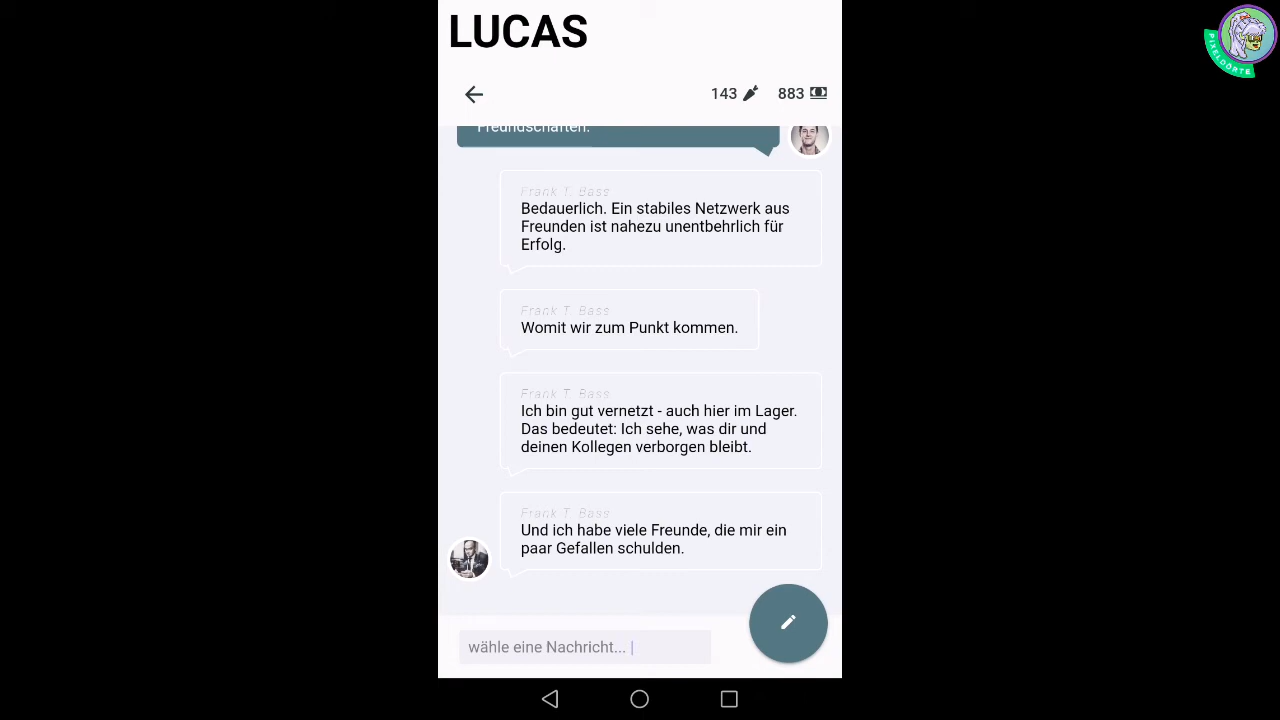 LUCAS
143 883
Freundschaften.
Frank T. Bass
Bedauerlich. Ein stabiles Netzwerk aus
Freunden ist nahezu unentbehrlich für
Erfolg.
Frank T. Bass
Womit wir zum Punkt kommen.
Frank T. Bass
Ich bin gut vernetzt - auch hier im Lager.
Das bedeutet: Ich sehe, was dir und
deinen Kollegen verborgen bleibt.
Frank T. Bass
Und ich habe viele Freunde, die mir ein
paar Gefallen schulden.
wähle eine Nachricht... |
PIXELDÖRTE